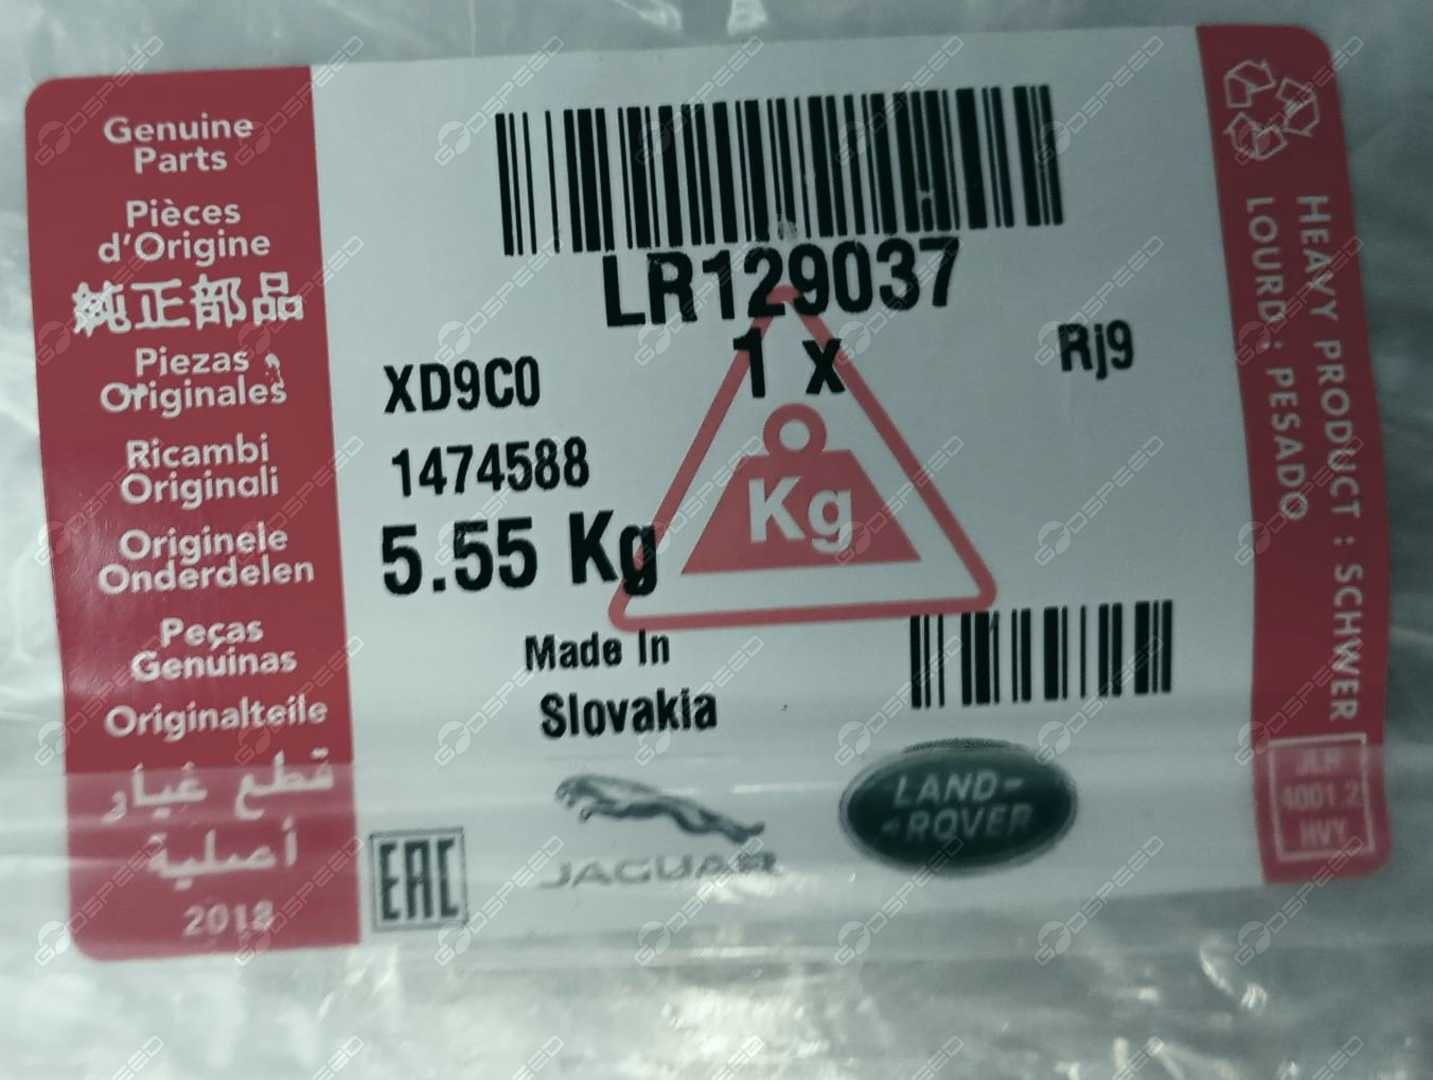 Genuine
Parts
Pièces
d'Origine
純正部品
Piezas
Originales
Ricambi
Originali
Originele
Onderdelen
Peças
Genuinas
Originalteile
قطع غيار
أصلية
2018
LR129037
1 x
Rj9
XD9C0
1474588
5.55 Kg
Kg
Made In
Slovakia
EAC
JAGUAR
LAND-
-ROVER
HEAVY PRODUCT : SCHWER
LOURD : PESADO
JLR
4001.2
HVY
GODSPEED